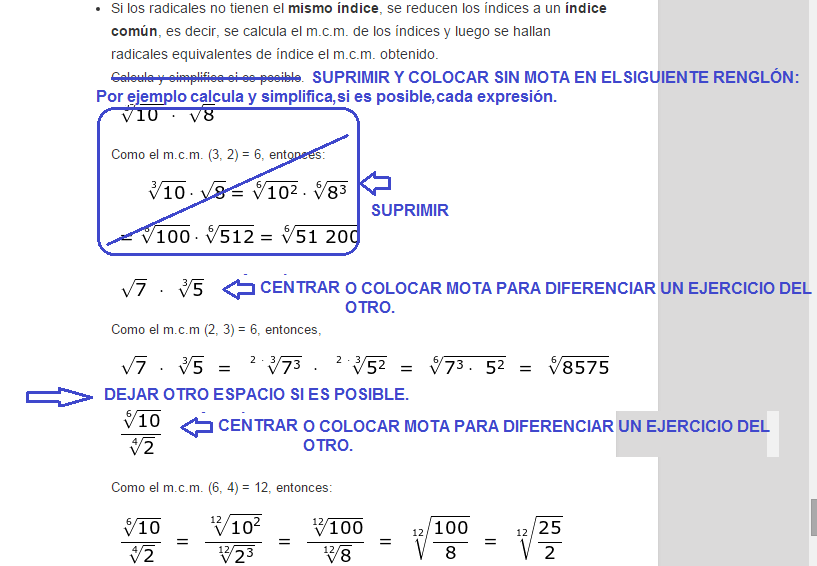 • Si los radicales no tienen el mismo índice, se reducen los índices a un índice
común, es decir, se calcula el m.c.m. de los índices y luego se hallan
radicales equivalentes de índice el m.c.m. obtenido.
Calcula y simplifica si es posible. SUPRIMIR Y COLOCAR SIN MOTA EN ELSIGUIENTE RENGLÓN:
Por ejemplo calcula y simplifica,si es posible,cada expresión.
∛10 · √8
Como el m.c.m. (3, 2) = 6, entonces:
∛10 · √8 = ⁶√10² · ⁶√8³
SUPRIMIR
= ⁶√100 · ⁶√512 = ⁶√51 200
√7 · ∛5 CENTRAR O COLOCAR MOTA PARA DIFERENCIAR UN EJERCICIO DEL
OTRO.
Como el m.c.m (2, 3) = 6, entonces,
√7 · ∛5 = ²·³√7³ · ²·³√5² = ⁶√7³ · 5² = ⁶√8575
DEJAR OTRO ESPACIO SI ES POSIBLE.
⁶√10 / ⁴√2 CENTRAR O COLOCAR MOTA PARA DIFERENCIAR UN EJERCICIO DEL
OTRO.
Como el m.c.m. (6, 4) = 12, entonces:
⁶√10 / ⁴√2 = ¹²√10² / ¹²√2³ = ¹²√100 / ¹²√8 = ¹²√(100/8) = ¹²√(25/2)